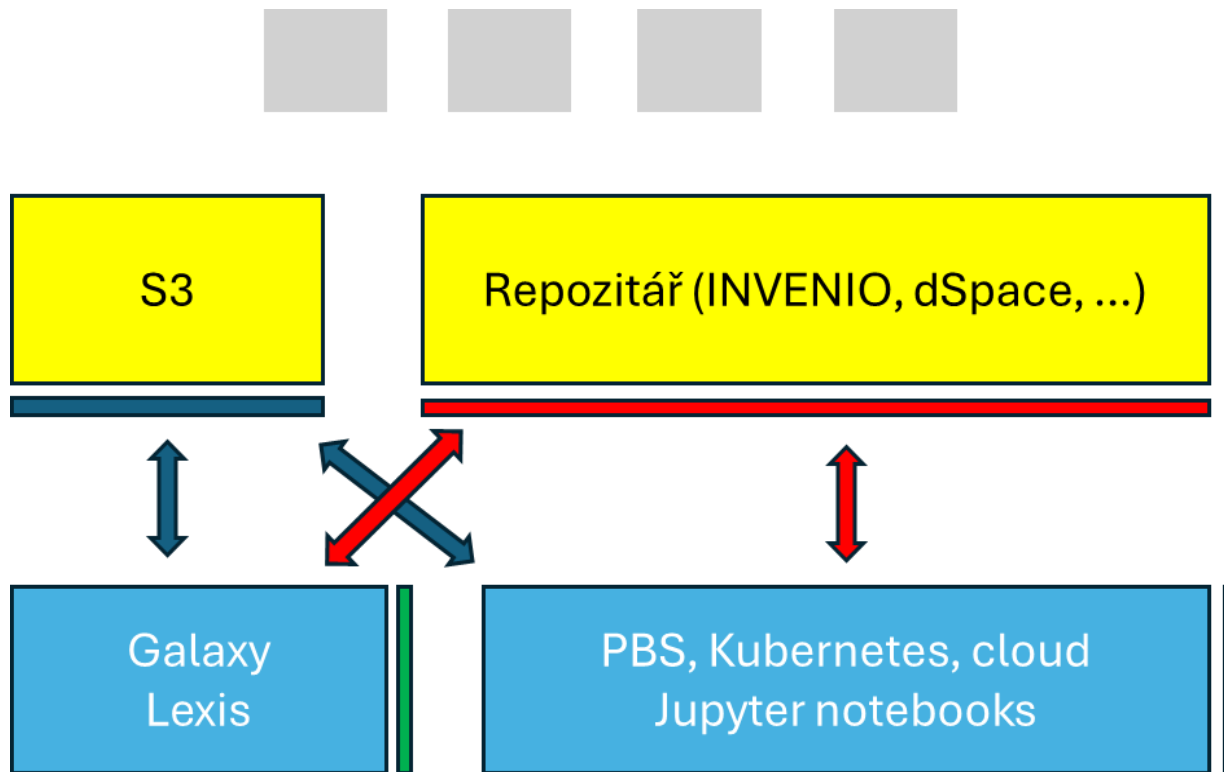 S3
Repozitář (INVENIO, dSpace, ...)
Galaxy
Lexis
PBS, Kubernetes, cloud
Jupyter notebooks